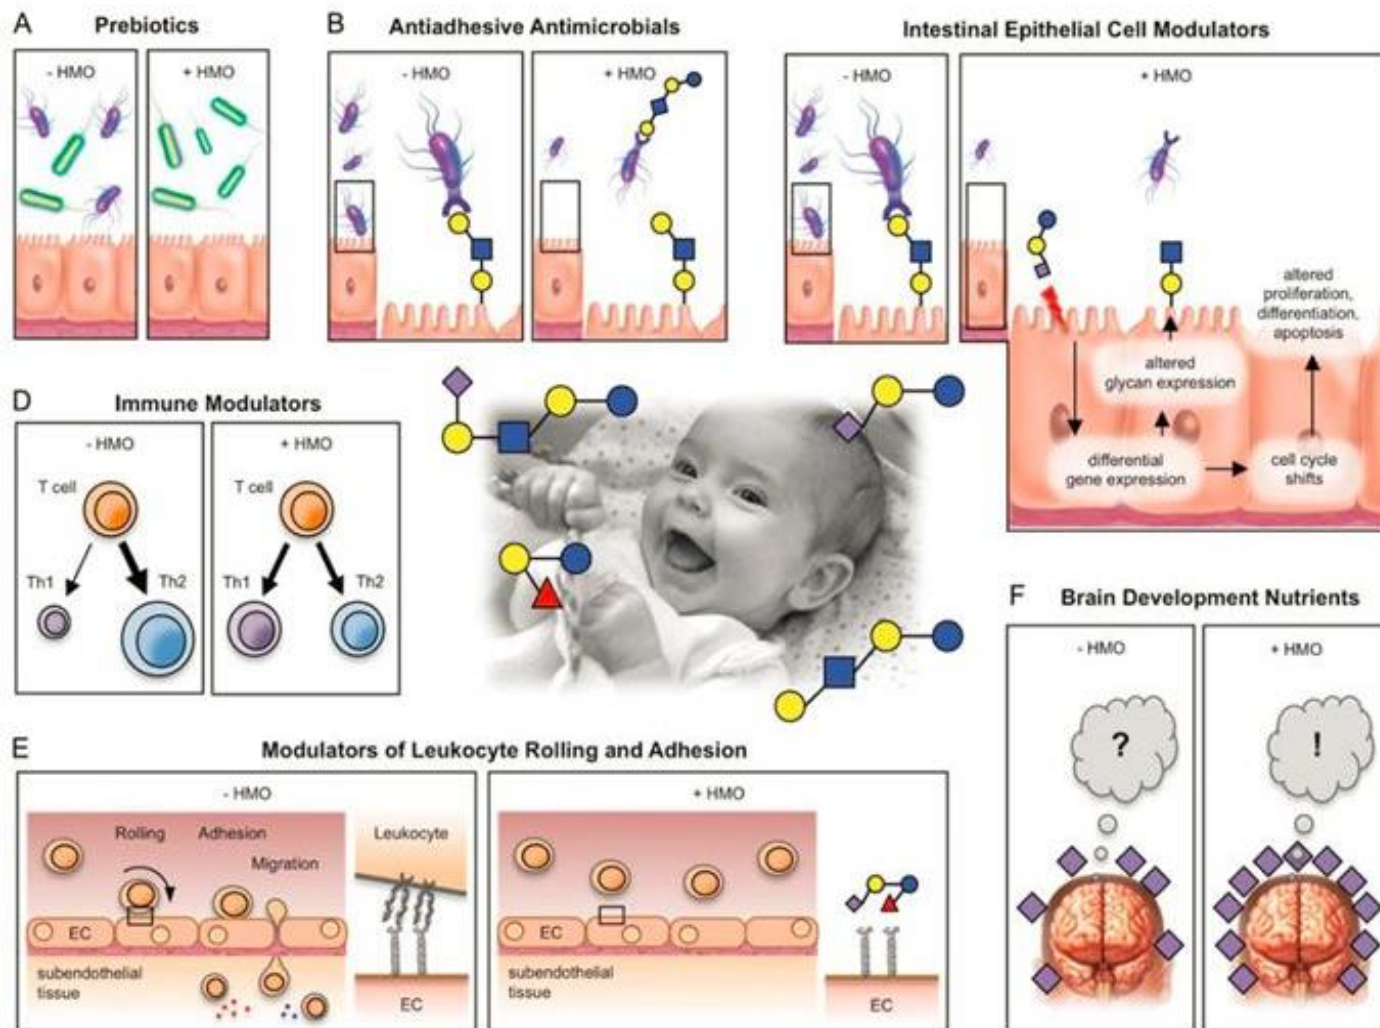 A Prebiotics
- HMO
+ HMO
B Antiadhesive Antimicrobials
- HMO
+ HMO
Intestinal Epithelial Cell Modulators
- HMO
+ HMO
altered
proliferation,
differentiation,
apoptosis
altered
glycan expression
differential
gene expression
cell cycle
shifts
D Immune Modulators
- HMO
T cell
Th1
Th2
+ HMO
T cell
Th1
Th2
E Modulators of Leukocyte Rolling and Adhesion
- HMO
Rolling
Adhesion
Migration
EC
subendothelial
tissue
Leukocyte
EC
+ HMO
EC
subendothelial
tissue
EC
F Brain Development Nutrients
- HMO
?
+ HMO
!